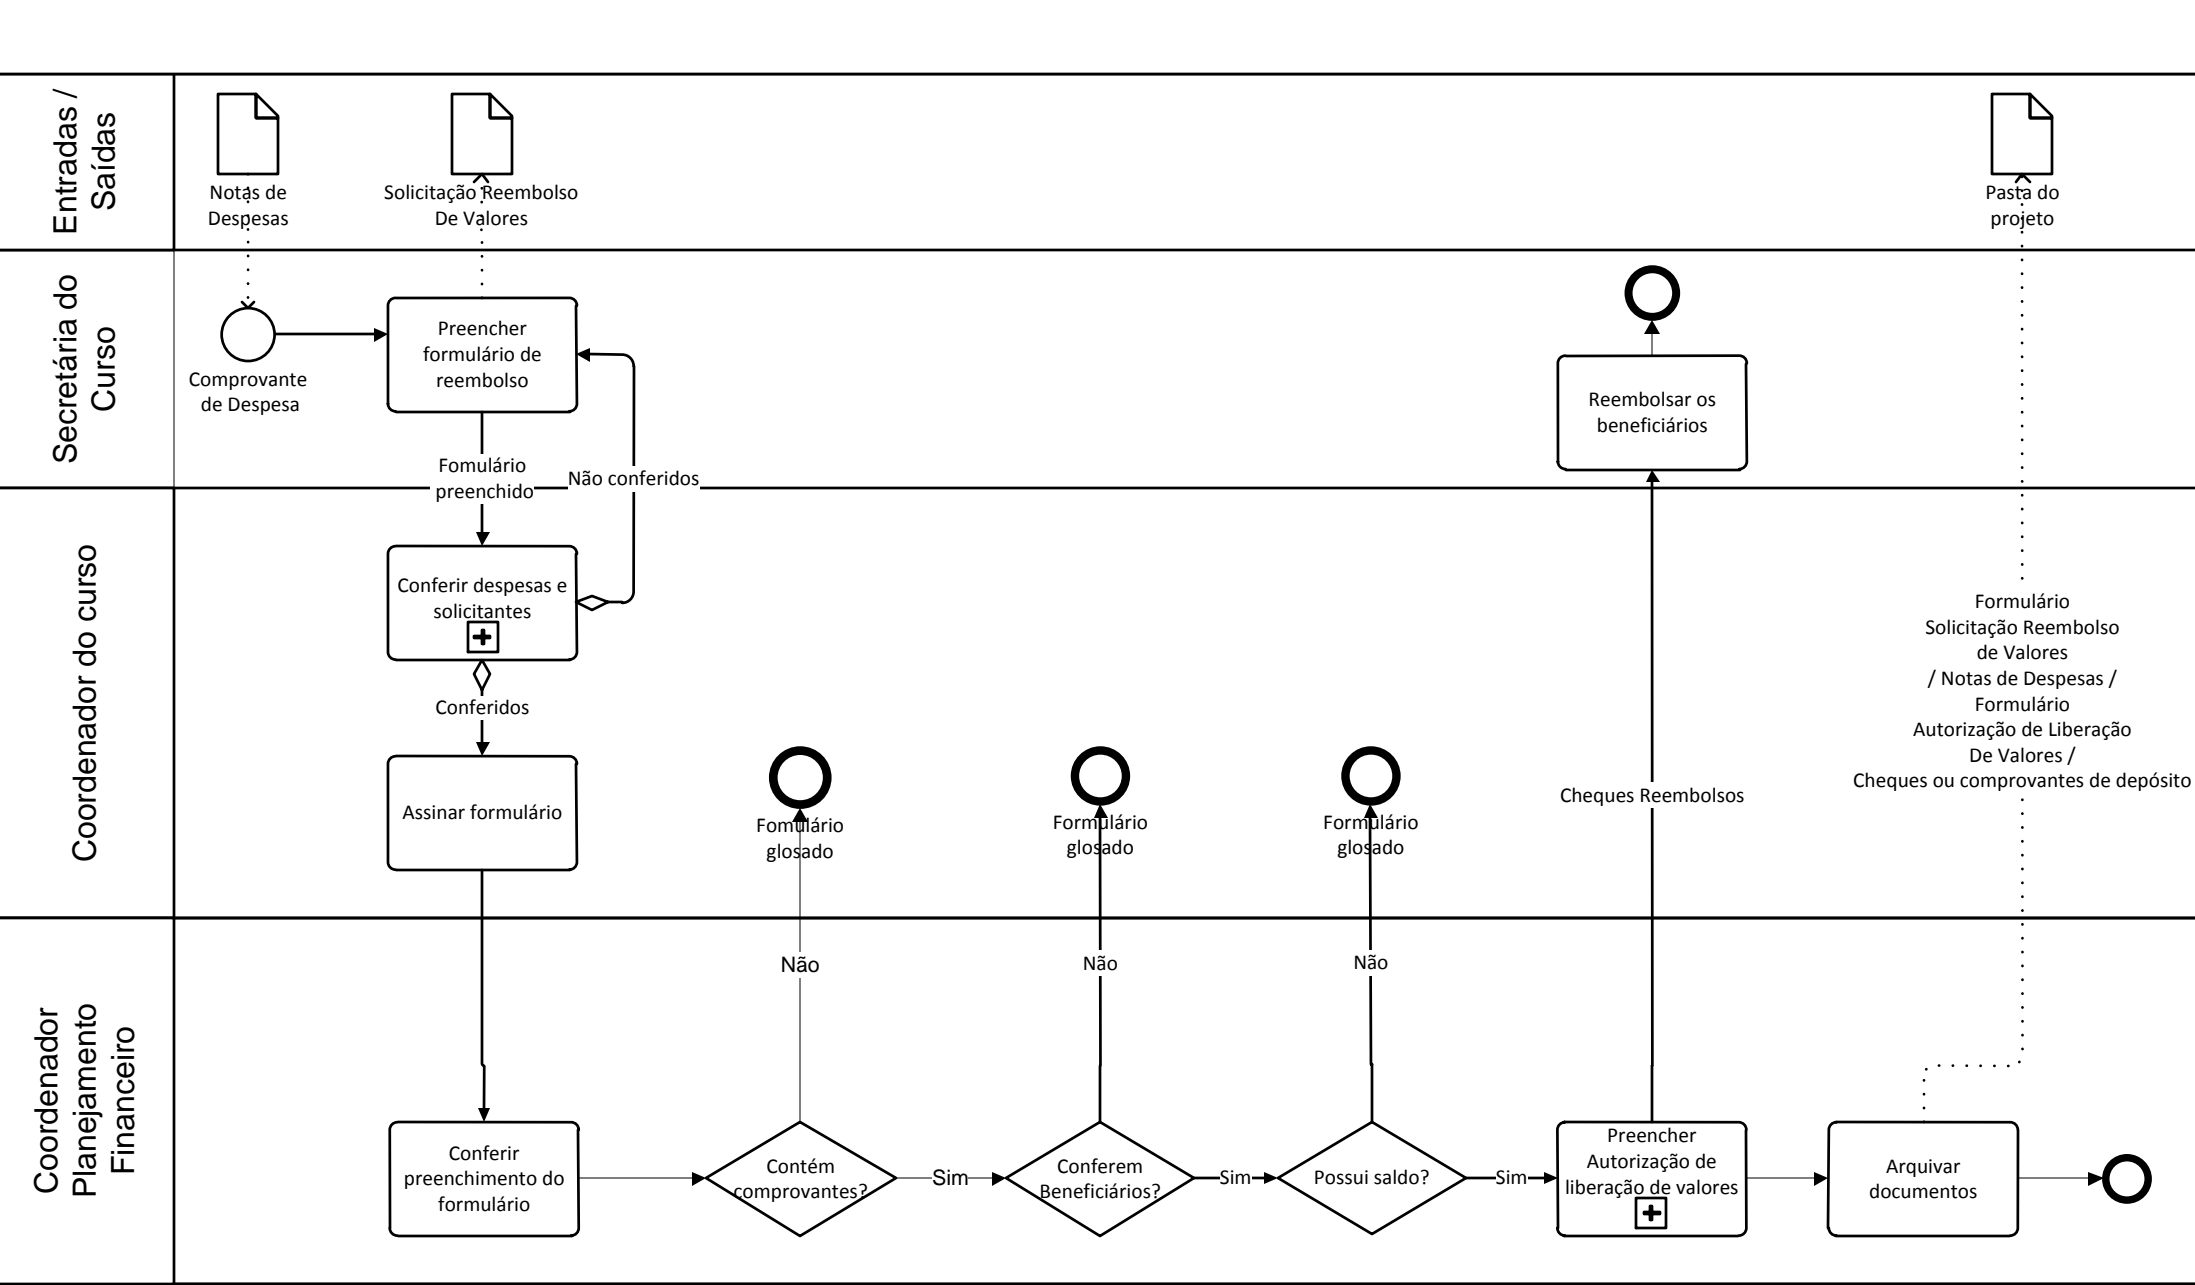 Entradas /
Saídas
Notas de
Despesas
Solicitação Reembolso
De Valores
Pasta do
projeto
Secretária do
Curso
Comprovante
de Despesa
Preencher
formulário de
reembolso
Reembolsar os
beneficiários
Fomulário
preenchido
Não conferidos
Coordenador do curso
Conferir despesas e
solicitantes
Conferidos
Assinar formulário
Fomulário
glosado
Formulário
glosado
Formulário
glosado
Cheques Reembolsos
Formulário
Solicitação Reembolso
de Valores
/ Notas de Despesas /
Formulário
Autorização de Liberação
De Valores /
Cheques ou comprovantes de depósito
Coordenador
Planejamento
Financeiro
Não
Não
Não
Conferir
preenchimento do
formulário
Contém
comprovantes?
Sim
Conferem
Beneficiários?
Sim
Possui saldo?
Sim
Preencher
Autorização de
liberação de valores
Arquivar
documentos